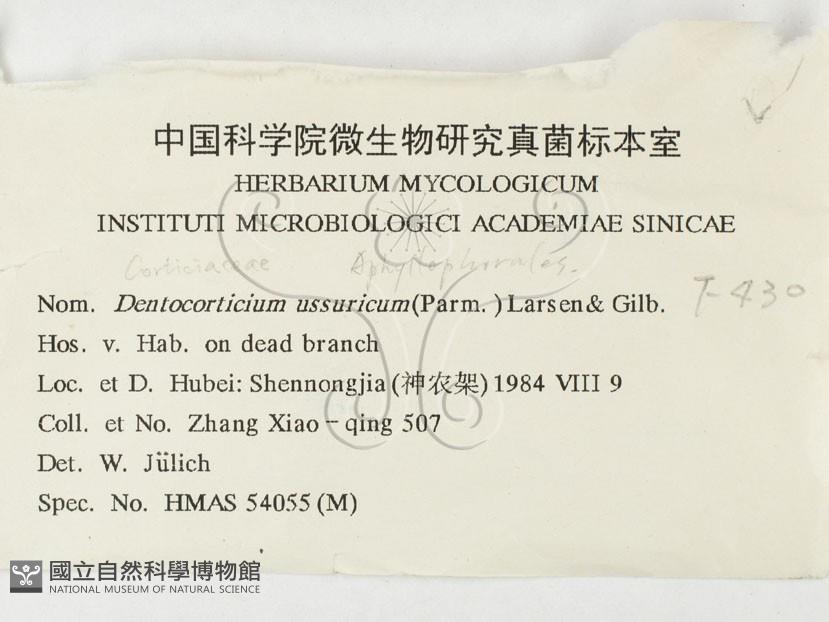 中国科学院微生物研究真菌标本室
HERBARIUM MYCOLOGICUM
INSTITUTI MICROBIOLOGICI ACADEMIAE SINICAE
Corticiaceae Aphyllophorales.
Nom. Dentocorticium ussuricum (Parm.) Larsen & Gilb.
T-430
Hos. v. Hab. on dead branch
Loc. et D. Hubei: Shennongjia (神农架) 1984 VIII 9
Coll. et No. Zhang Xiao-qing 507
Det. W. Jülich
Spec. No. HMAS 54055 (M)
國立自然科學博物館
NATIONAL MUSEUM OF NATURAL SCIENCE